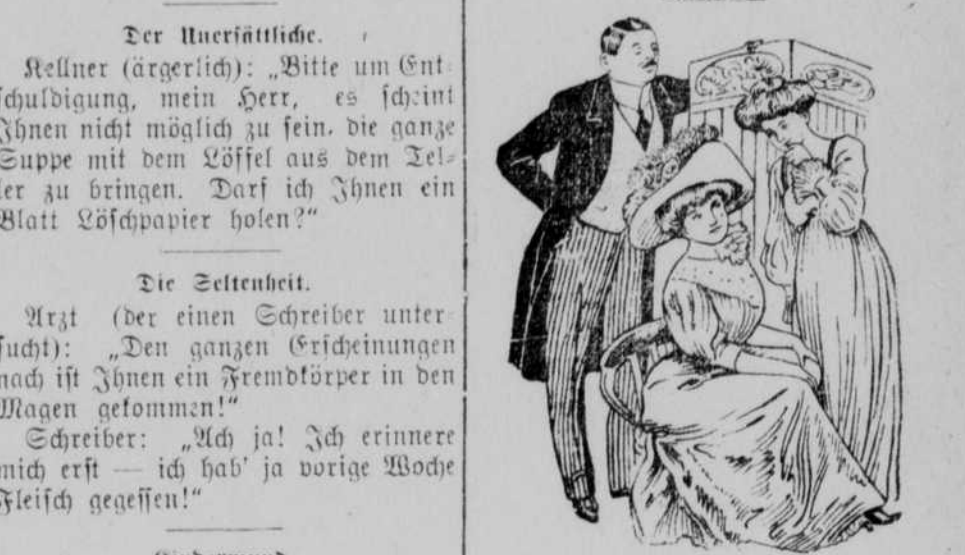 Der Unersättliche.
Kellner (ärgerlich): „Bitte um Ent-
schuldigung, mein Herr, es scheint
Ihnen nicht möglich zu sein, die ganze
Suppe mit dem Löffel aus dem Tel-
ler zu bringen. Darf ich Ihnen ein
Blatt Löschpapier holen?“
Die Seltenheit.
Arzt (der einen Schreiber unter-
sucht): „Den ganzen Erscheinungen
nach ist Ihnen ein Fremdkörper in den
Magen gekommen!“
Schreiber: „Ach ja! Ich erinnere
mich erst — ich hab' ja vorige Woche
Fleisch gegessen!“